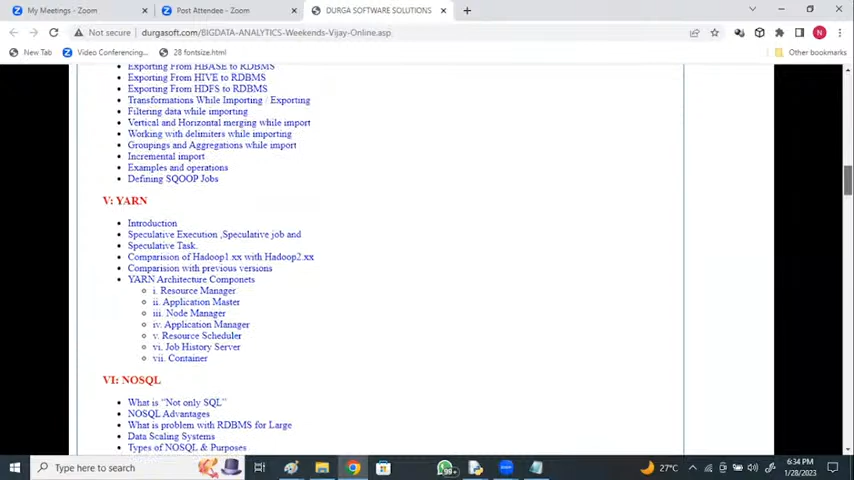 My Meetings - Zoom
Post Attendee - Zoom
DURGA SOFTWARE SOLUTIONS
Not secure
durgasoft.com/BIGDATA-ANALYTICS-Weekends-Vijay-Online.asp
N
New Tab
Video Conferencing...
28 fontsize.html
Other bookmarks
Exporting From HBASE to RDBMS
Exporting From HIVE to RDBMS
Exporting From HDFS to RDBMS
Transformations While Importing / Exporting
Filtering data while importing
Vertical and Horizontal merging while import
Working with delimiters while importing
Groupings and Aggregations while import
Incremental import
Examples and operations
Defining SQOOP Jobs
V: YARN
Introduction
Speculative Execution ,Speculative job and
Speculative Task.
Comparision of Hadoop1.xx with Hadoop2.xx
Comparision with previous versions
YARN Architecture Componets
i. Resource Manager
ii. Application Master
iii. Node Manager
iv. Application Manager
v. Resource Scheduler
vi. Job History Server
vii. Container
VI: NOSQL
What is “Not only SQL”
NOSQL Advantages
What is problem with RDBMS for Large
Data Scaling Systems
Types of NOSQL & Purposes
Type here to search
99+
27°C
6:34 PM
1/28/2023